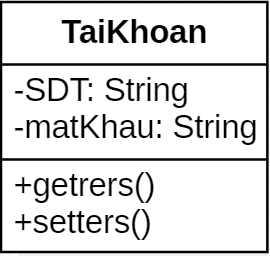 TaiKhoan
-SDT: String
-matKhau: String
+getrers()
+setters()